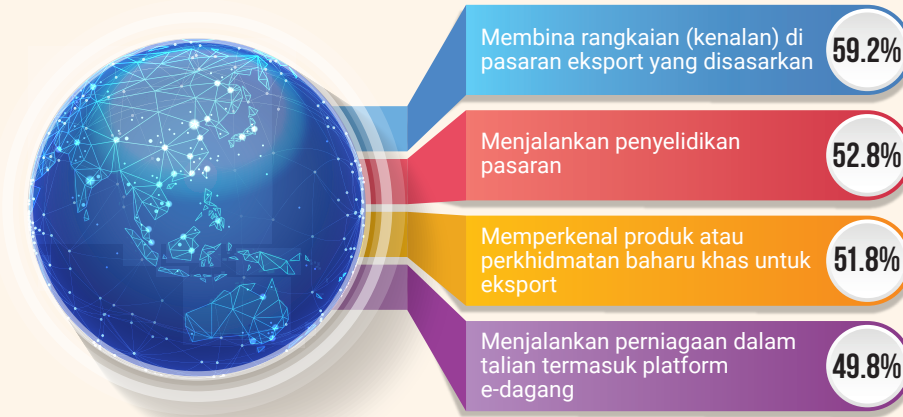 Membina rangkaian (kenalan) di
pasaran eksport yang disasarkan
59.2%
Menjalankan penyelidikan
pasaran
52.8%
Memperkenal produk atau
perkhidmatan baharu khas untuk
eksport
51.8%
Menjalankan perniagaan dalam
talian termasuk platform
e-dagang
49.8%